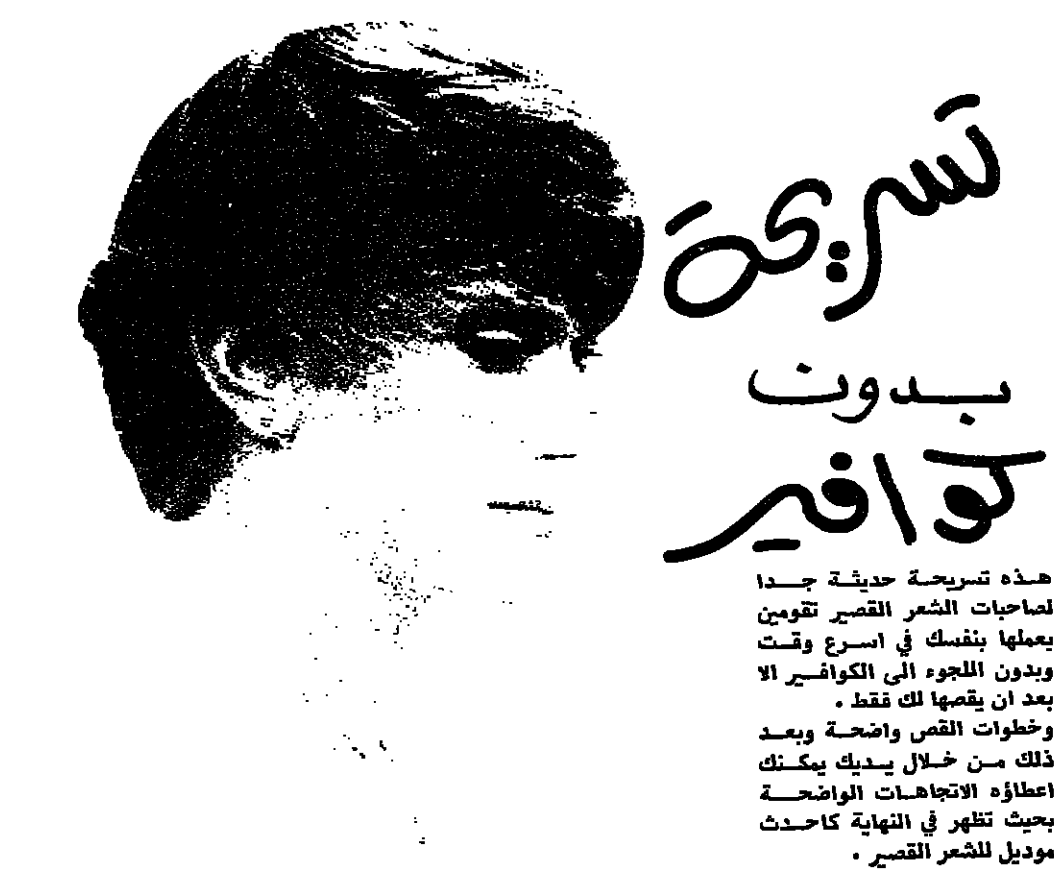 تسريحة
بدون
كوافير
هذه تسريحة حديثة جدا
لصاحبات الشعر القصير تقومين
بعملها بنفسك في اسرع وقت
وبدون اللجوء الى الكوافير الا
بعد ان يقصها لك فقط .
وخطوات القص واضحة وبعد
ذلك من خلال يديك يمكنك
اعطاؤه الاتجاهات الواضحة
بحيث تظهر في النهاية كاحدث
موديل للشعر القصير .